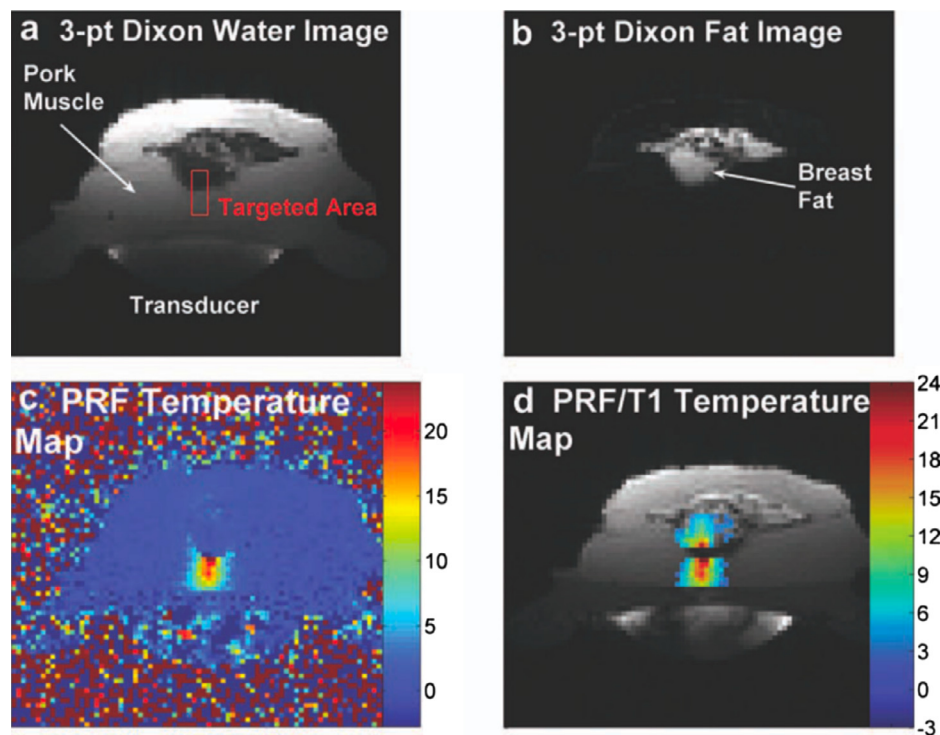 a 3-pt Dixon Water Image
Pork
Muscle
Targeted Area
Transducer
b 3-pt Dixon Fat Image
Breast
Fat
c PRF Temperature
Map
20
15
10
5
0
d PRF/T1 Temperature
Map
24
21
18
15
12
9
6
3
0
-3